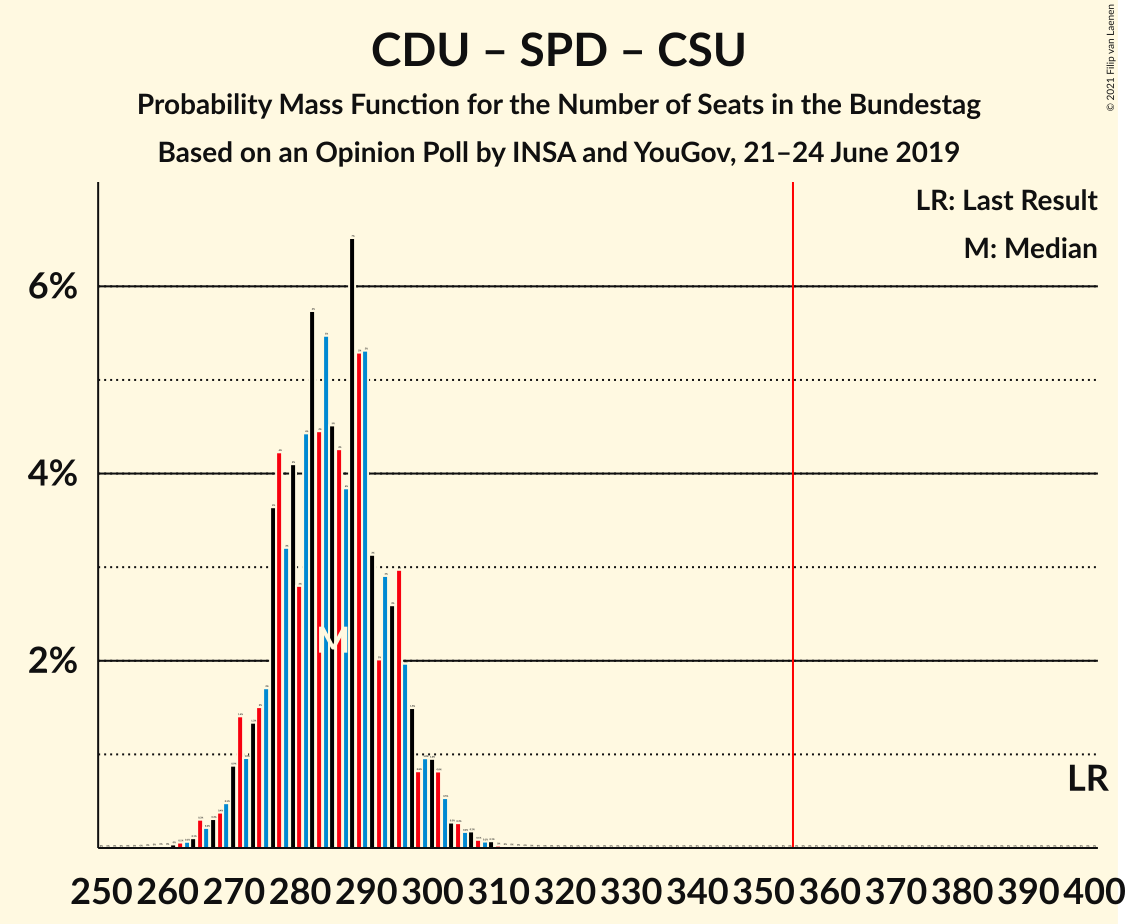 CDU – SPD – CSU
Probability Mass Function for the Number of Seats in the Bundestag
Based on an Opinion Poll by INSA and YouGov, 21–24 June 2019
© 2021 Filip van Laenen
LR: Last Result
M: Median
6%
4%
2%
M
LR
250 260 270 280 290 300 310 320 330 340 350 360 370 380 390 400